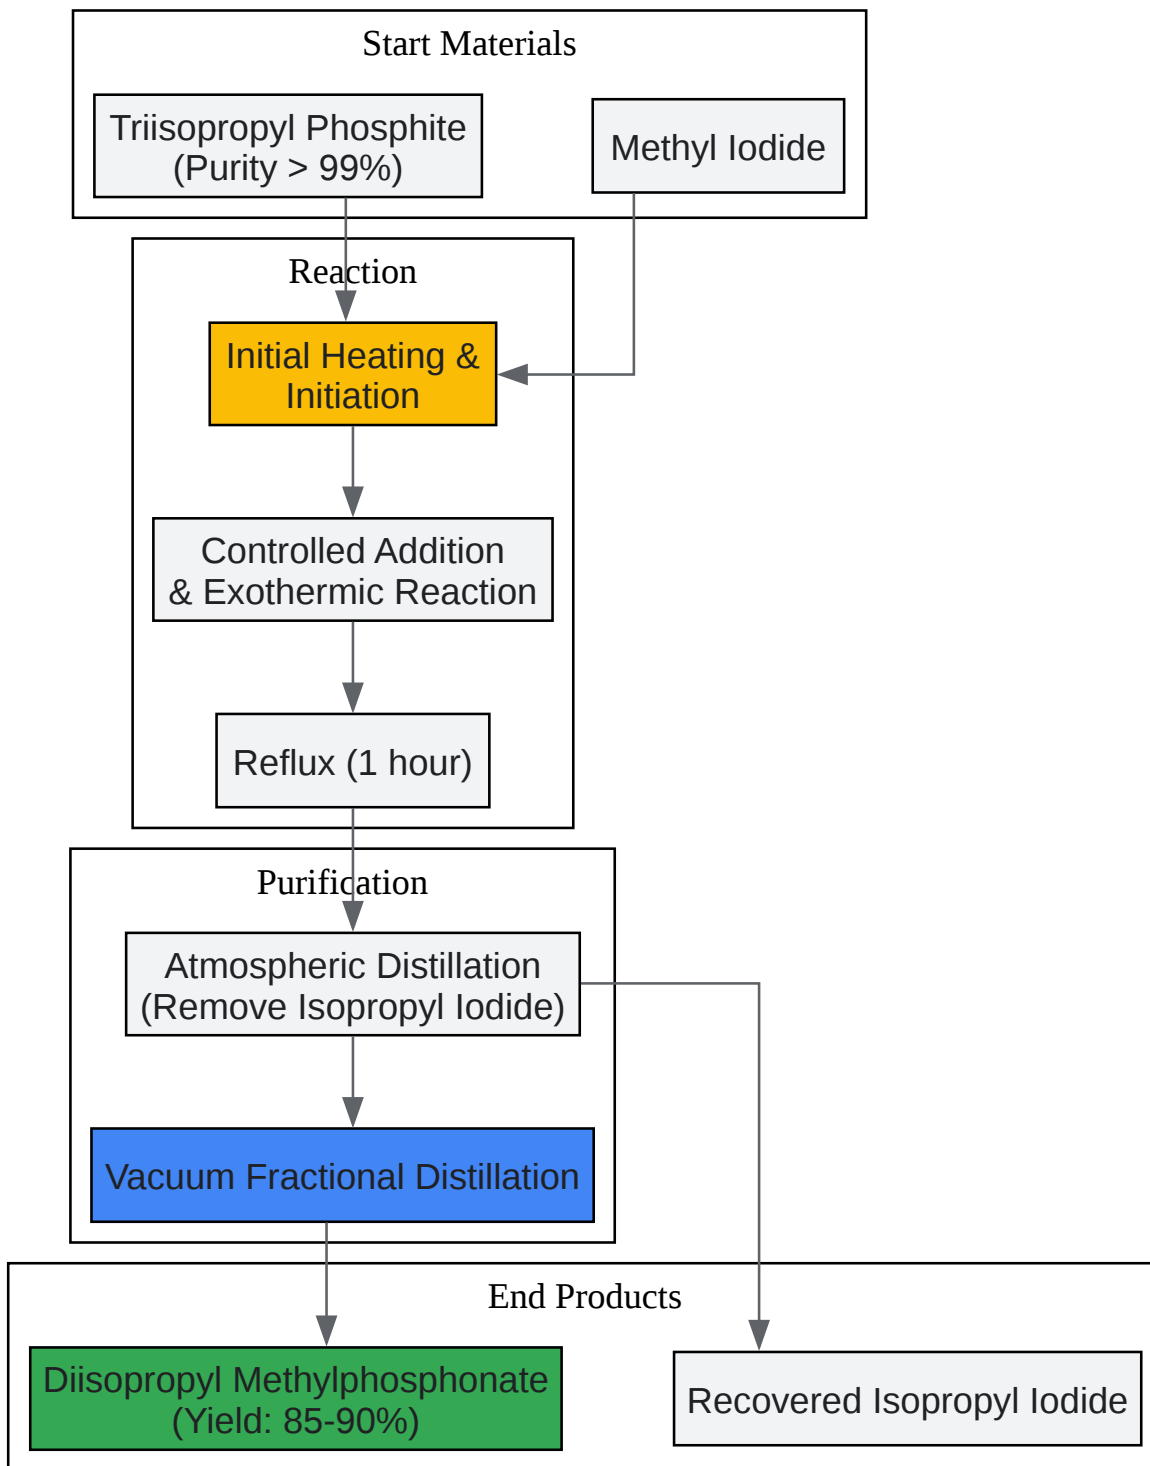 Start Materials
Triisopropyl Phosphite
(Purity > 99%)
Methyl Iodide
Reaction
Initial Heating &
Initiation
Controlled Addition
& Exothermic Reaction
Reflux (1 hour)
Purification
Atmospheric Distillation
(Remove Isopropyl Iodide)
Vacuum Fractional Distillation
End Products
Diisopropyl Methylphosphonate
(Yield: 85-90%)
Recovered Isopropyl Iodide